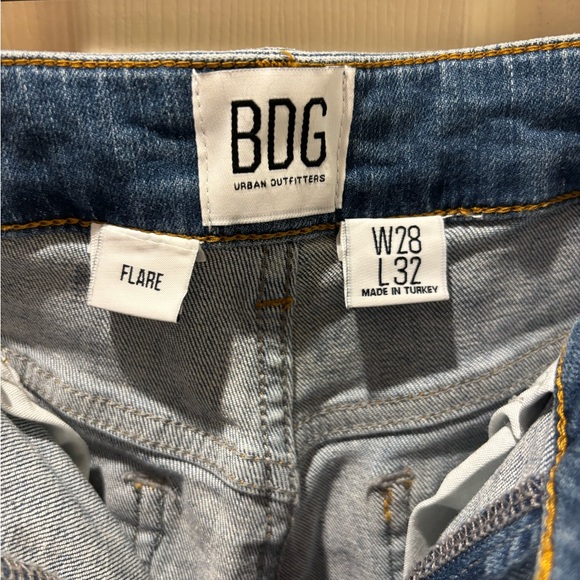 BDG
URBAN OUTFITTERS
FLARE
W28
L32
MADE IN TURKEY